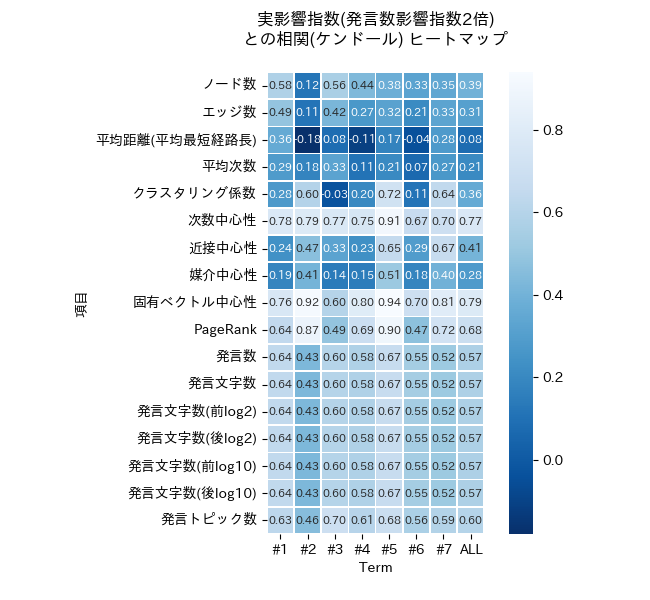 実影響指数(発言数影響指数2倍)
との相関(ケンドール) ヒートマップ
項目
ノード数 0.58 0.12 0.56 0.44 0.38 0.33 0.35 0.39
エッジ数 0.49 0.11 0.42 0.27 0.32 0.21 0.33 0.31
平均距離(平均最短経路長) 0.36 -0.18 0.08 -0.11 0.17 -0.04 0.28 0.08
平均次数 0.29 0.18 0.33 0.11 0.21 0.07 0.27 0.21
クラスタリング係数 0.28 0.60 -0.03 0.20 0.72 0.11 0.64 0.36
次数中心性 0.78 0.79 0.77 0.75 0.91 0.67 0.70 0.77
近接中心性 0.24 0.47 0.33 0.23 0.65 0.29 0.67 0.41
媒介中心性 0.19 0.41 0.14 0.15 0.51 0.18 0.40 0.28
固有ベクトル中心性 0.76 0.92 0.60 0.80 0.94 0.70 0.81 0.79
PageRank 0.64 0.87 0.49 0.69 0.90 0.47 0.72 0.68
発言数 0.64 0.43 0.60 0.58 0.67 0.55 0.52 0.57
発言文字数 0.64 0.43 0.60 0.58 0.67 0.55 0.52 0.57
発言文字数(前log2) 0.64 0.43 0.60 0.58 0.67 0.55 0.52 0.57
発言文字数(後log2) 0.64 0.43 0.60 0.58 0.67 0.55 0.52 0.57
発言文字数(前log10) 0.64 0.43 0.60 0.58 0.67 0.55 0.52 0.57
発言文字数(後log10) 0.64 0.43 0.60 0.58 0.67 0.55 0.52 0.57
発言トピック数 0.63 0.46 0.70 0.61 0.68 0.56 0.59 0.60
#1 #2 #3 #4 #5 #6 #7 ALL
Term
0.8
0.6
0.4
0.2
0.0